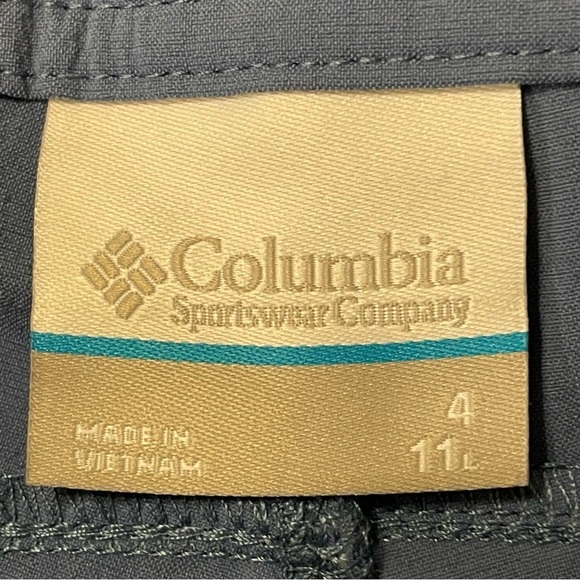 Columbia
Sportswear Company
4
MADE IN
VIETNAM
11L